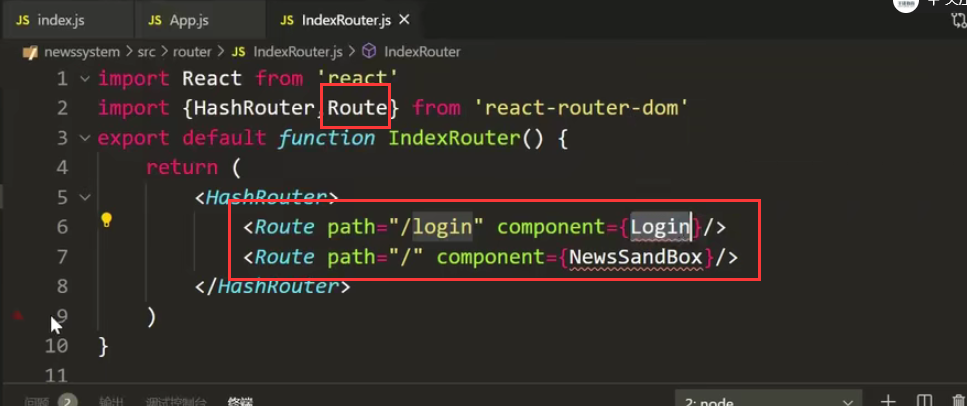 JS index.js JS App.js JS IndexRouter.js ×
newssystem > src > router > JS IndexRouter.js > IndexRouter
1 import React from 'react'
2 import {HashRouter,Route} from 'react-router-dom'
3 export default function IndexRouter() {
4 return (
5 <HashRouter>
6 <Route path="/login" component={Login}/>
7 <Route path="/" component={NewsSandBox}/>
8 </HashRouter>
9 )
10 }
11
问题 2 输出 调试控制台 终端 2: node